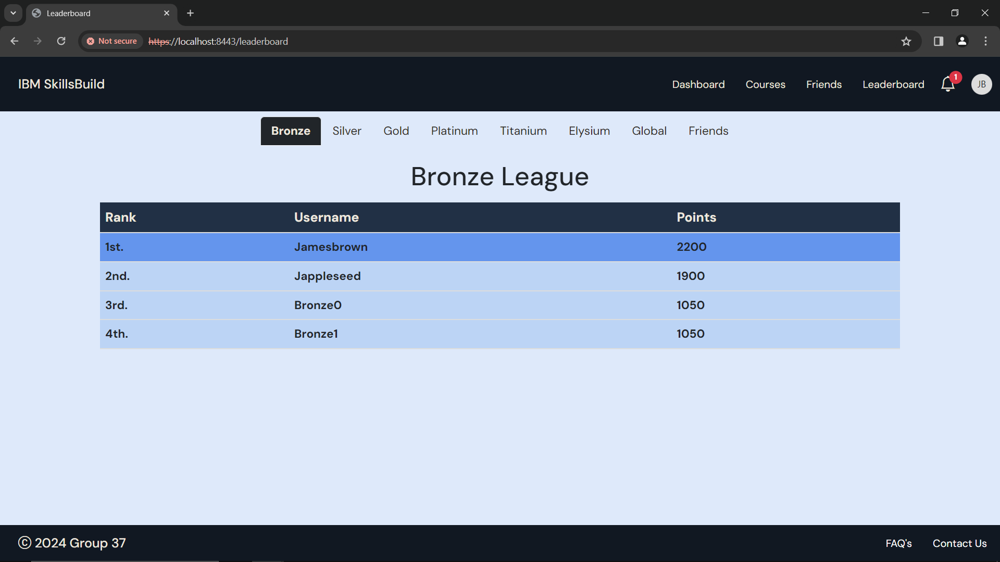 Leaderboard
Not secure https://localhost:8443/leaderboard
IBM SkillsBuild Dashboard Courses Friends Leaderboard 1 JB
Bronze Silver Gold Platinum Titanium Elysium Global Friends
Bronze League
Rank Username Points
1st. Jamesbrown 2200
2nd. Jappleseed 1900
3rd. Bronze0 1050
4th. Bronze1 1050
© 2024 Group 37 FAQ's Contact Us